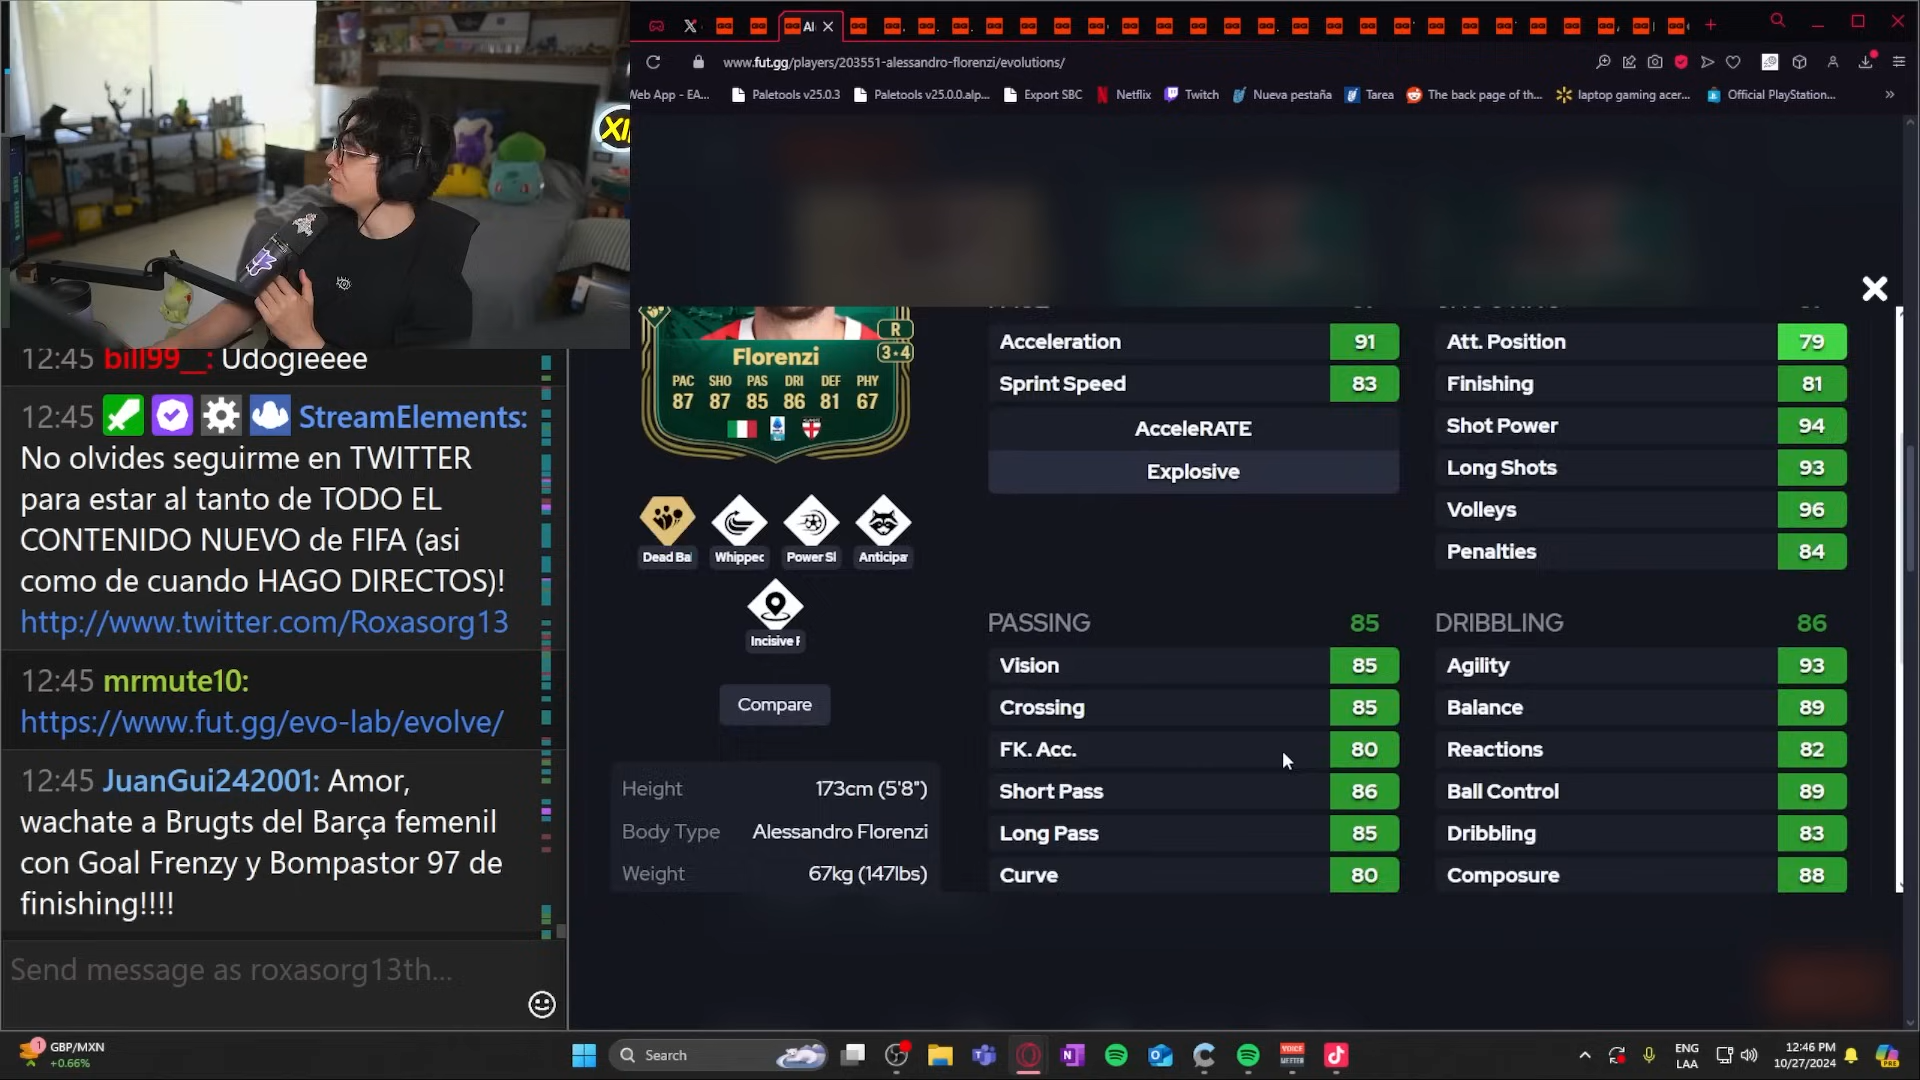 www.fut.gg/players/203551-alessandro-florenzi/evolutions/
Web App - EA...
Paletools v25.0.3
Paletools v25.0.0.alp...
Export SBC
Netflix
Twitch
Nueva pestaña
Tarea
The back page of th...
laptop gaming acer...
Official PlayStation...
12:45 bill99__: Udogieeee
12:45 StreamElements:
No olvides seguirme en TWITTER
para estar al tanto de TODO EL
CONTENIDO NUEVO de FIFA (asi
como de cuando HAGO DIRECTOS)!
http://www.twitter.com/Roxasorg13
12:45 mrmute10:
https://www.fut.gg/evo-lab/evolve/
12:45 JuanGui242001: Amor,
wachate a Brugts del Barça femenil
con Goal Frenzy y Bompastor 97 de
finishing!!!!
Send message as roxasorg13th...
R
3•4
Florenzi
PAC SHO PAS DRI DEF PHY
87 87 85 86 81 67
Dead Ba
Whipped
Power Sl
Anticipa
Incisive P
Compare
Height 173cm (5'8")
Body Type Alessandro Florenzi
Weight 67kg (147lbs)
Acceleration 91
Sprint Speed 83
AcceleRATE
Explosive
Att. Position 79
Finishing 81
Shot Power 94
Long Shots 93
Volleys 96
Penalties 84
PASSING 85
Vision 85
Crossing 85
FK. Acc. 80
Short Pass 86
Long Pass 85
Curve 80
DRIBBLING 86
Agility 93
Balance 89
Reactions 82
Ball Control 89
Dribbling 83
Composure 88
GBP/MXN
+0.66%
Search
ENG
LAA
12:46 PM
10/27/2024